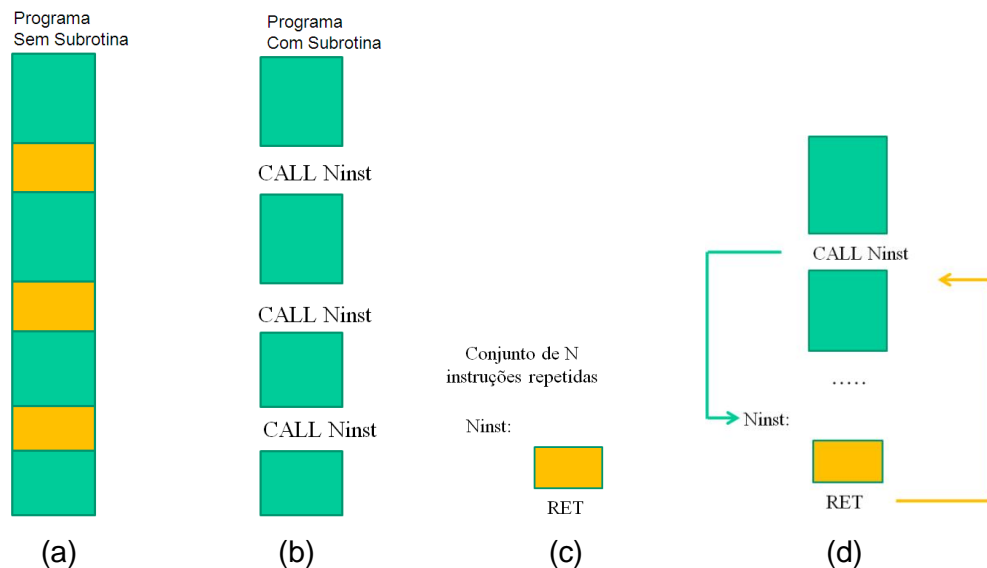 Programa
Sem Subrotina
Programa
Com Subrotina
CALL Ninst
CALL Ninst
CALL Ninst
Conjunto de N
instruções repetidas
Ninst:
RET
CALL Ninst
.....
Ninst:
RET
(a)
(b)
(c)
(d)